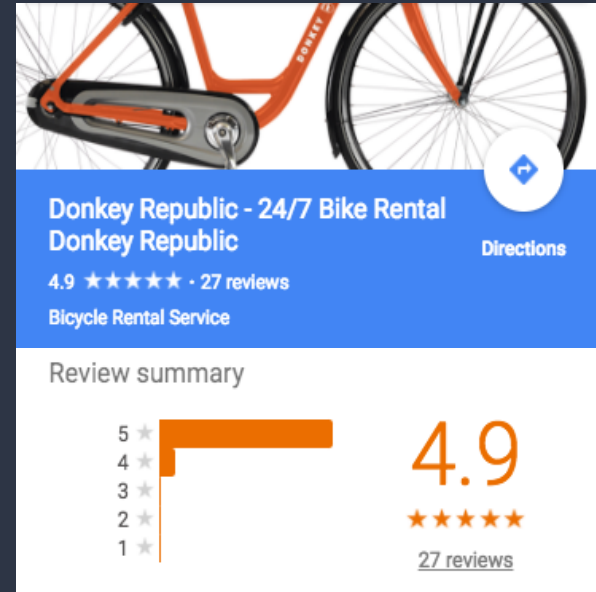 DONKEY
Donkey Republic - 24/7 Bike Rental
Donkey Republic
Directions
4.9 ★★★★★ · 27 reviews
Bicycle Rental Service
Review summary
5 ★
4 ★
3 ★
2 ★
1 ★
4.9
★★★★★
27 reviews